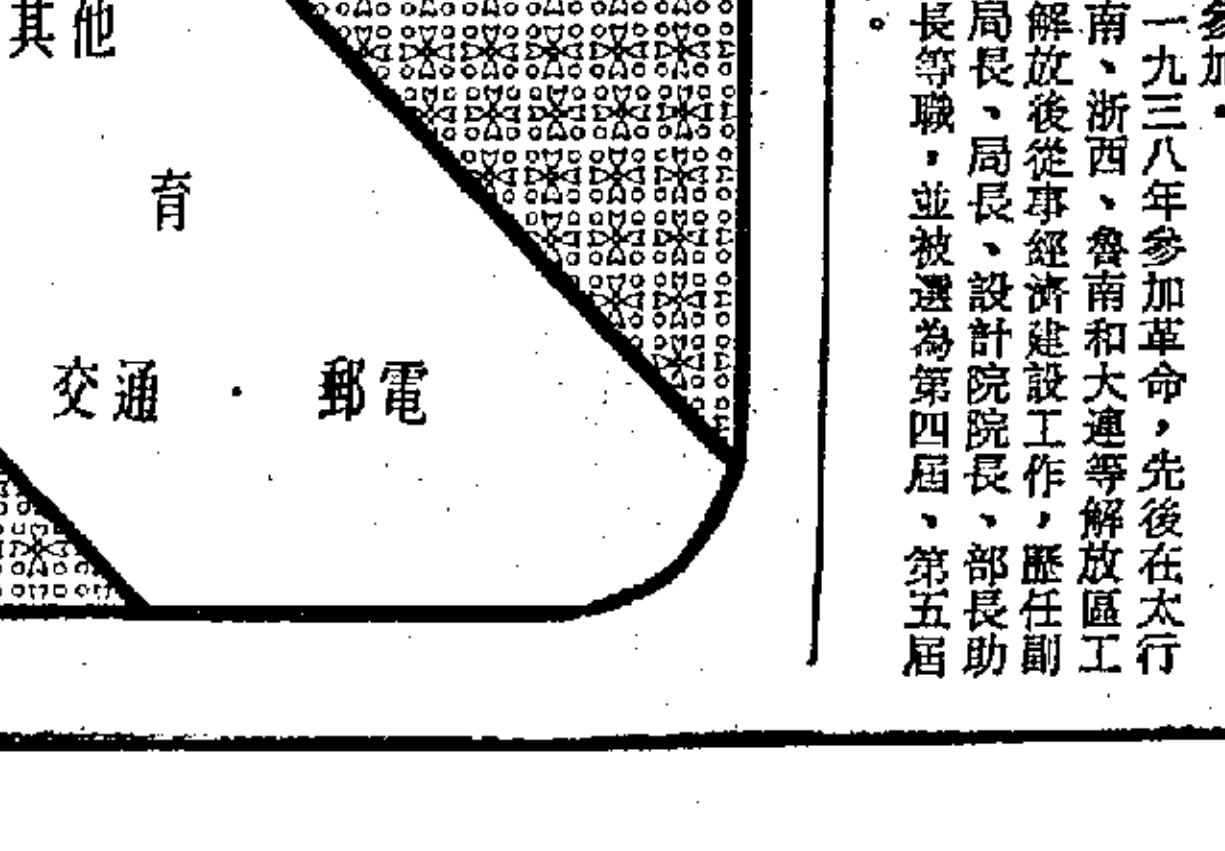 參加。
一九三八年參加革命，先後在太行
南、浙西、魯南和大連等解放區工
解放後從事經濟建設工作，歷任副
局長、局長、設計院院長、部長助
長等職，並被選為第四屆、第五屆
。
其他
育
交通・郵電